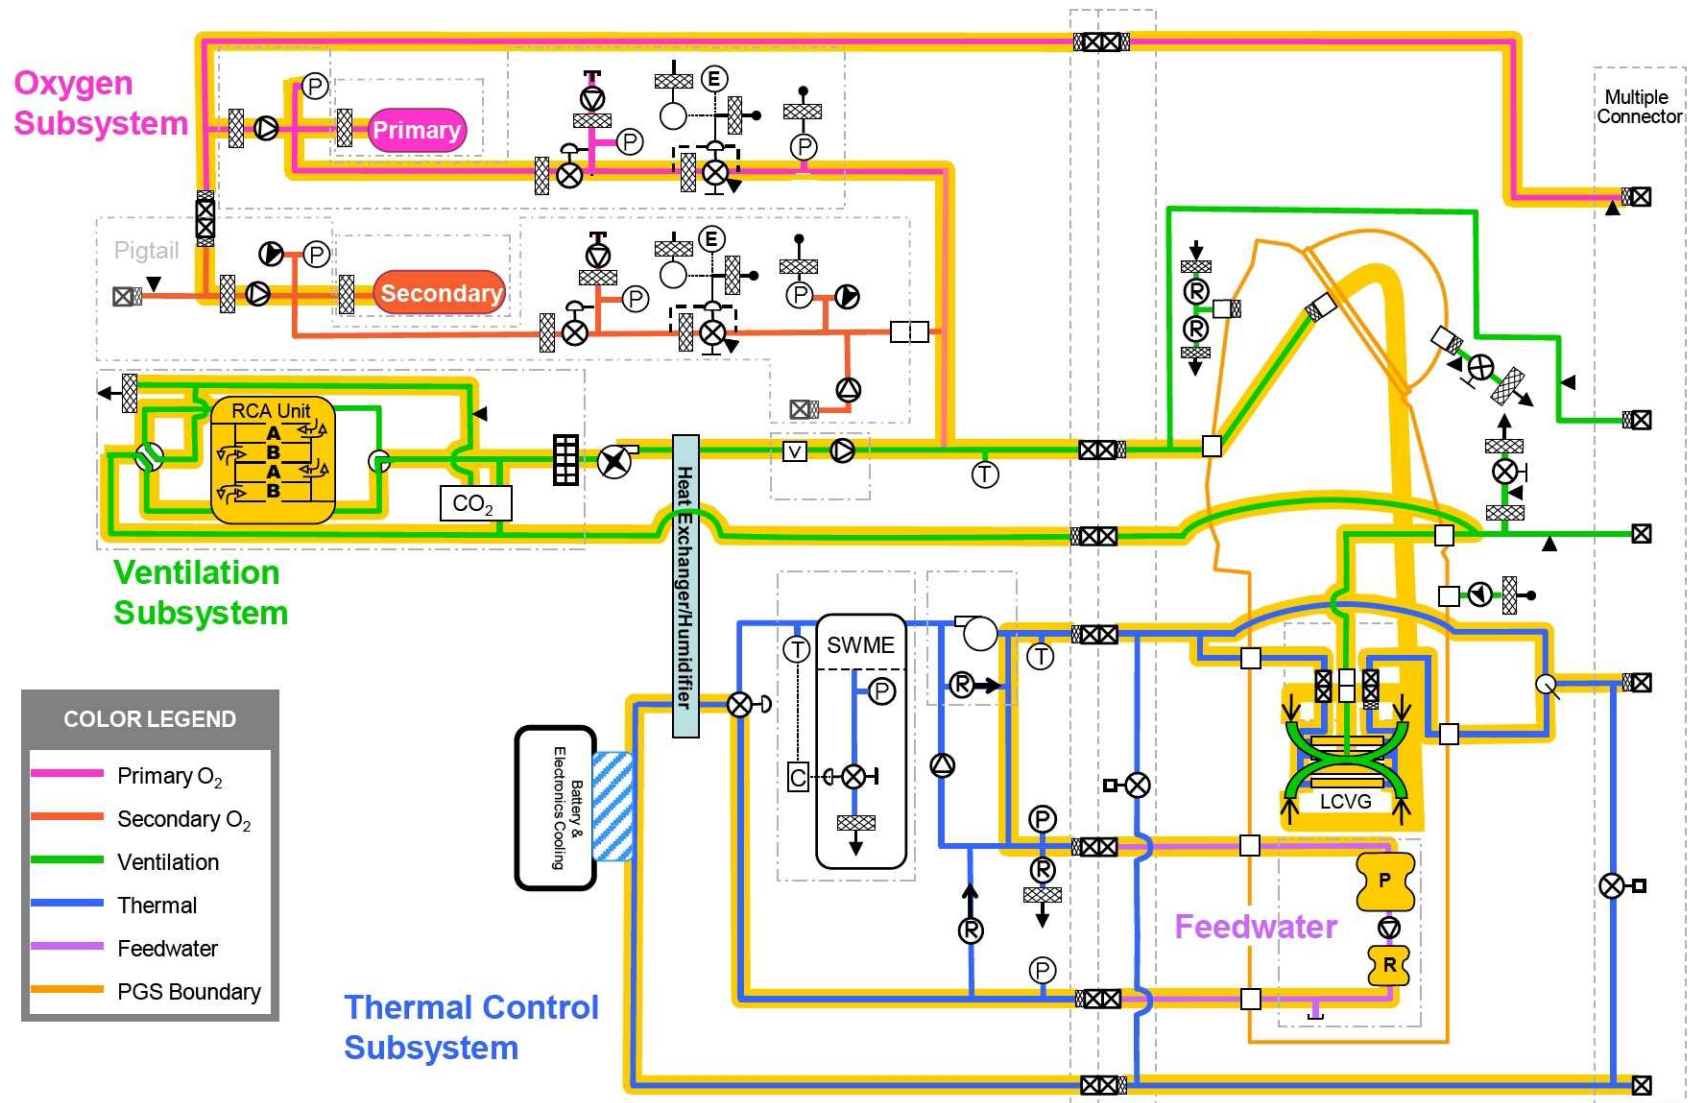 Oxygen
Subsystem
P
Primary
P
E
P
Multiple
Connector
Pigtail
P
Secondary
P
E
P
R
R
RCA Unit
A
B
A
B
CO2
V
T
Heat Exchanger/Humidifier
Ventilation
Subsystem
T
SWME
P
C
R
T
LCVG
Battery &
Electronics Cooling
P
R
R
P
P
R
Feedwater
COLOR LEGEND
Primary O2
Secondary O2
Ventilation
Thermal
Feedwater
PGS Boundary
Thermal Control
Subsystem